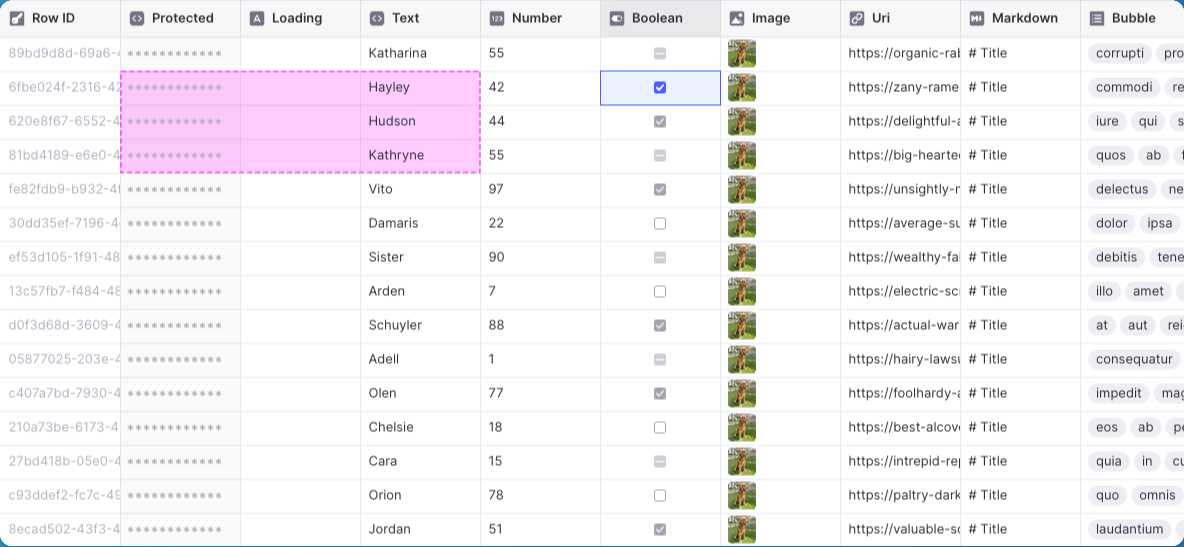 Row ID Protected Loading Text Number Boolean Image Uri Markdown Bubble
89bd9d8d-69a6-4 ************ Katharina 55 https://organic-ral # Title corrupti pro
6fbe024f-2316-42 ************ Hayley 42 https://zany-rame # Title commodi re
620e8f67-6552-4 ************ Hudson 44 https://delightful-a # Title iure qui s
81bd4189-e6e0-4 ************ Kathryne 55 https://big-hearte # Title quos ab f
fe82fdb9-b932-4f ************ Vito 97 https://unsightly-r # Title delectus ne
30dd35ef-7196-4 ************ Damaris 22 https://average-su # Title dolor ipsa
ef53d105-1f91-48 ************ Sister 90 https://wealthy-fa # Title debitis tene
13c57fb7-f484-48 ************ Arden 7 https://electric-sc # Title illo amet
d0f3d68d-3609-4 ************ Schuyler 88 https://actual-war # Title at aut rei
05877025-203e-4 ************ Adell 1 https://hairy-lawsu # Title consequatur
c407a7bd-7930-4 ************ Olen 77 https://foolhardy-a # Title impedit mag
210a73be-6173-4 ************ Chelsie 18 https://best-alcov # Title eos ab pe
27bd418b-05e0-4 ************ Cara 15 https://intrepid-rep # Title quia in cu
c93ddef2-fc7c-49 ************ Orion 78 https://paltry-dark # Title quo omnis
8ecad502-43f3-4 ************ Jordan 51 https://valuable-so # Title laudantium